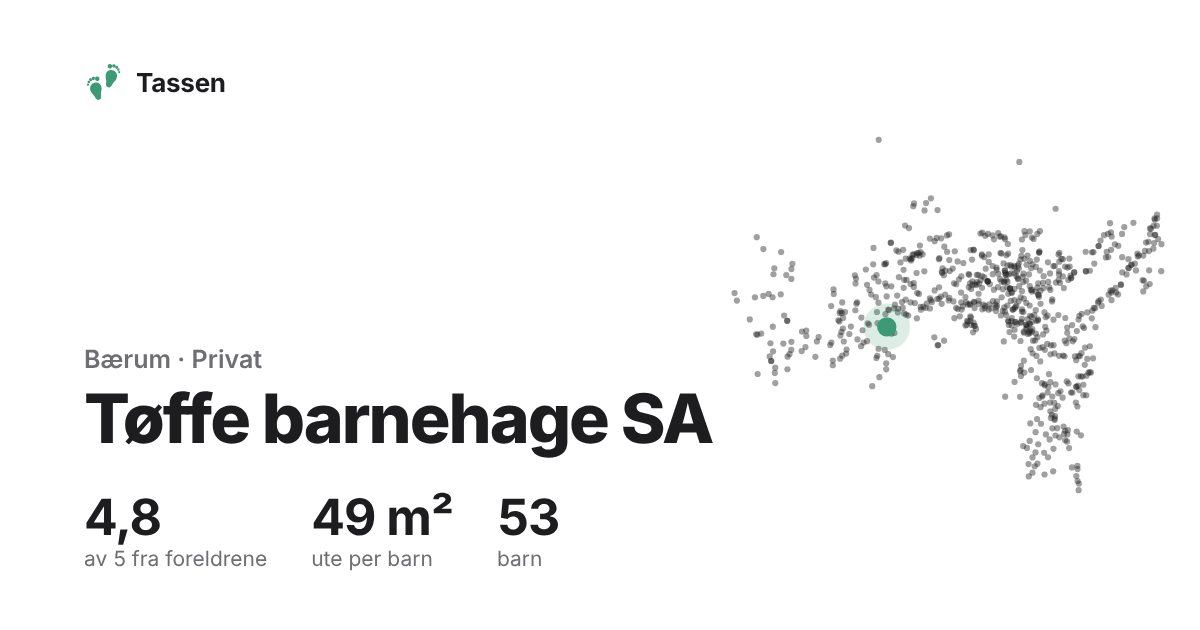 Tassen
Bærum · Privat
Tøffe barnehage SA
4,8
av 5 fra foreldrene
49 m²
ute per barn
53
barn